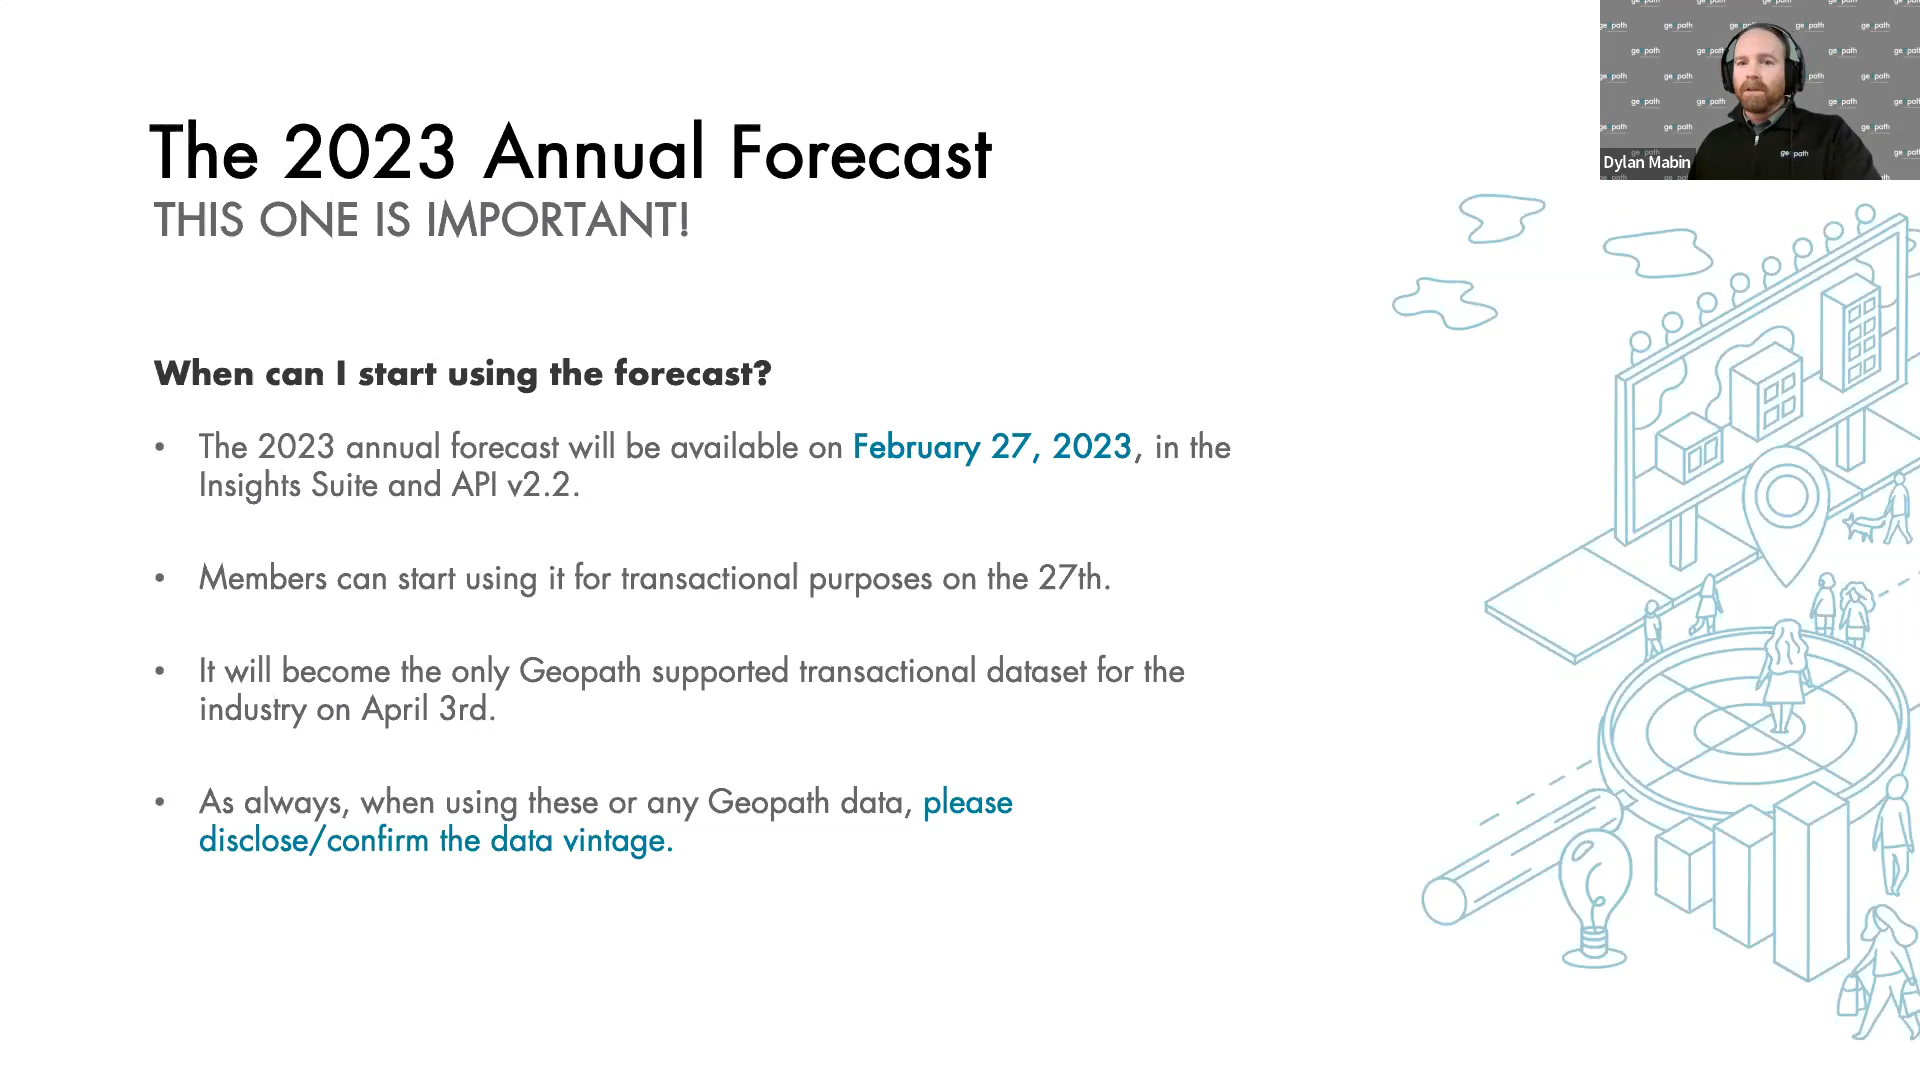 The 2023 Annual Forecast
THIS ONE IS IMPORTANT!
When can I start using the forecast?
• The 2023 annual forecast will be available on February 27, 2023, in the
Insights Suite and API v2.2.
• Members can start using it for transactional purposes on the 27th.
• It will become the only Geopath supported transactional dataset for the
industry on April 3rd.
• As always, when using these or any Geopath data, please
disclose/confirm the data vintage.
Dylan Mabin
geopath